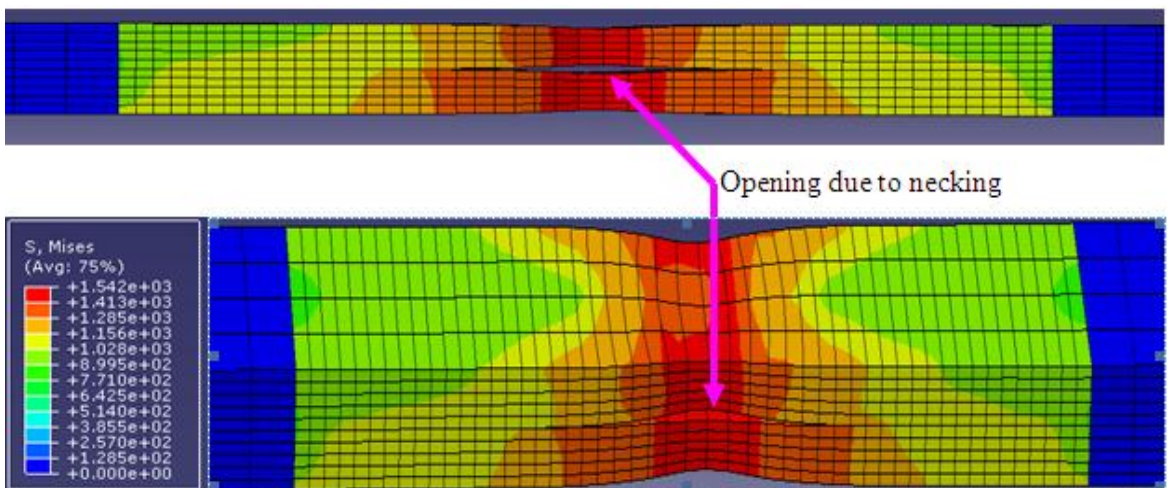 Opening due to necking
S, Mises
(Avg: 75%)
+1.542e+03
+1.413e+03
+1.285e+03
+1.156e+03
+1.028e+03
+8.995e+02
+7.710e+02
+6.425e+02
+5.140e+02
+3.855e+02
+2.570e+02
+1.285e+02
+0.000e+00